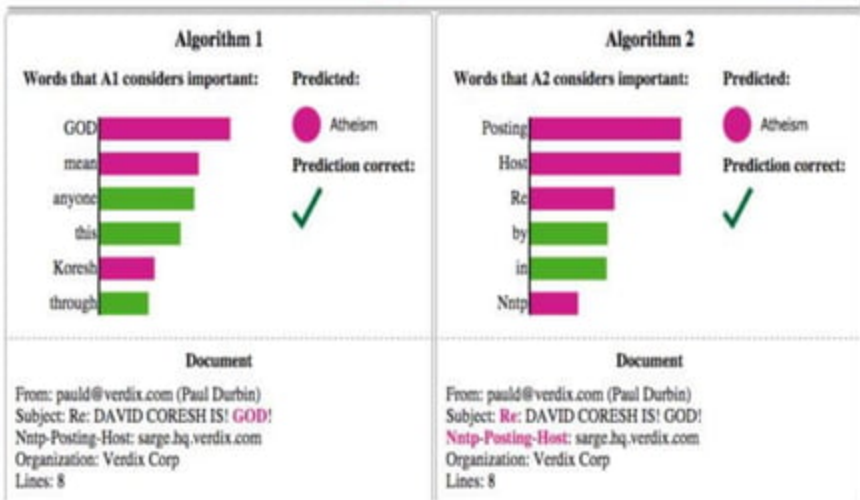 Algorithm 1
Words that A1 considers important:
Predicted:
GOD
mean
anyone
this
Koresh
through
Atheism
Prediction correct:
Document
From: pauld@verdix.com (Paul Durbin)
Subject: Re: DAVID CORESH IS! GOD!
Nntp-Posting-Host: sarge.hq.verdix.com
Organization: Verdix Corp
Lines: 8
Algorithm 2
Words that A2 considers important:
Predicted:
Posting
Host
Re
by
in
Nntp
Atheism
Prediction correct:
Document
From: pauld@verdix.com (Paul Durbin)
Subject: Re: DAVID CORESH IS! GOD!
Nntp-Posting-Host: sarge.hq.verdix.com
Organization: Verdix Corp
Lines: 8